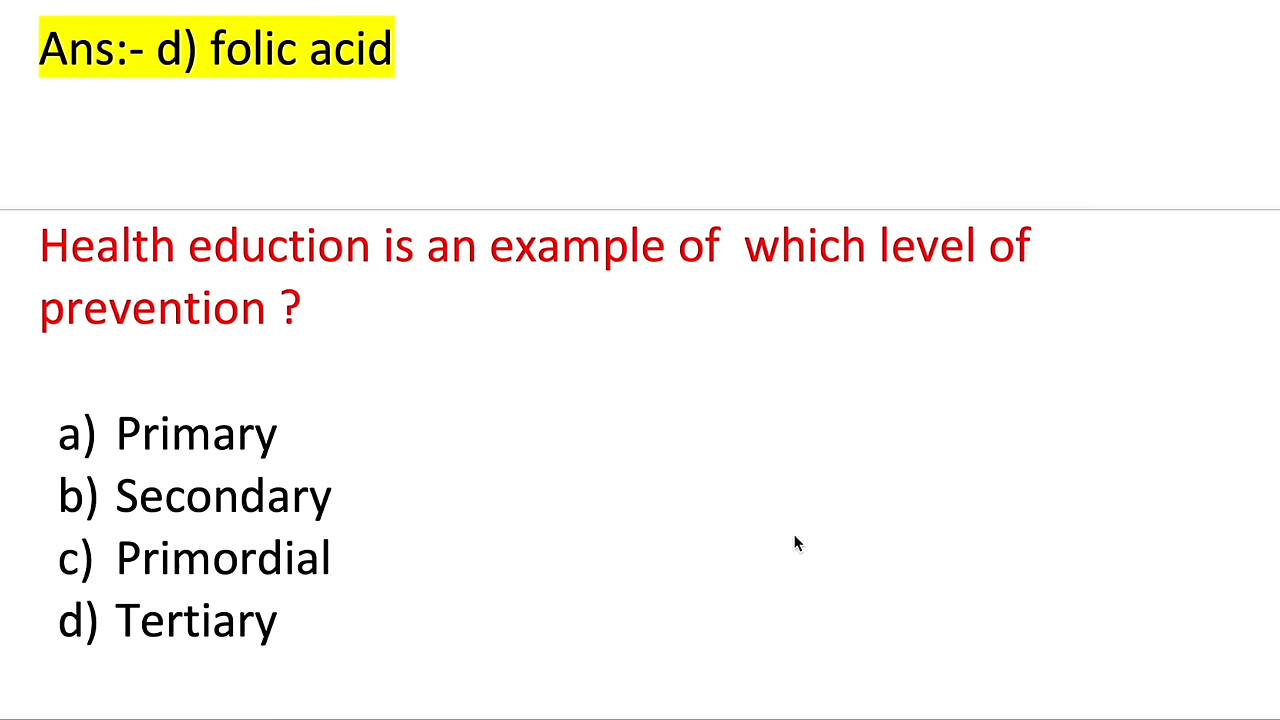 Ans:- d) folic acid
Health eduction is an example of  which level of
prevention ?
a) Primary
b) Secondary
c) Primordial
d) Tertiary